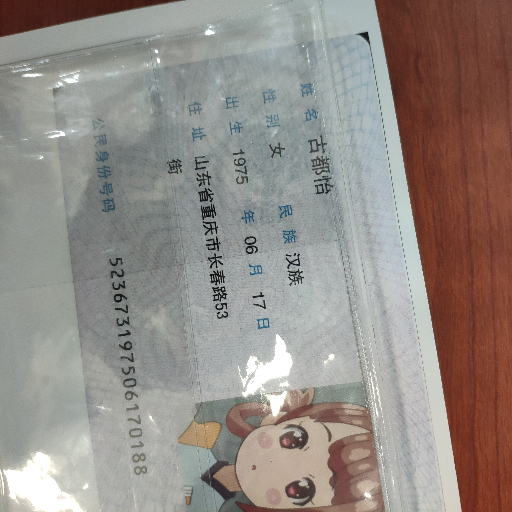 姓名 古都怡
性别 女 民族 汉族
出生 1975 年 06 月 17 日
住址 山东省重庆市长春路53
街
公民身份号码 523673197506170188